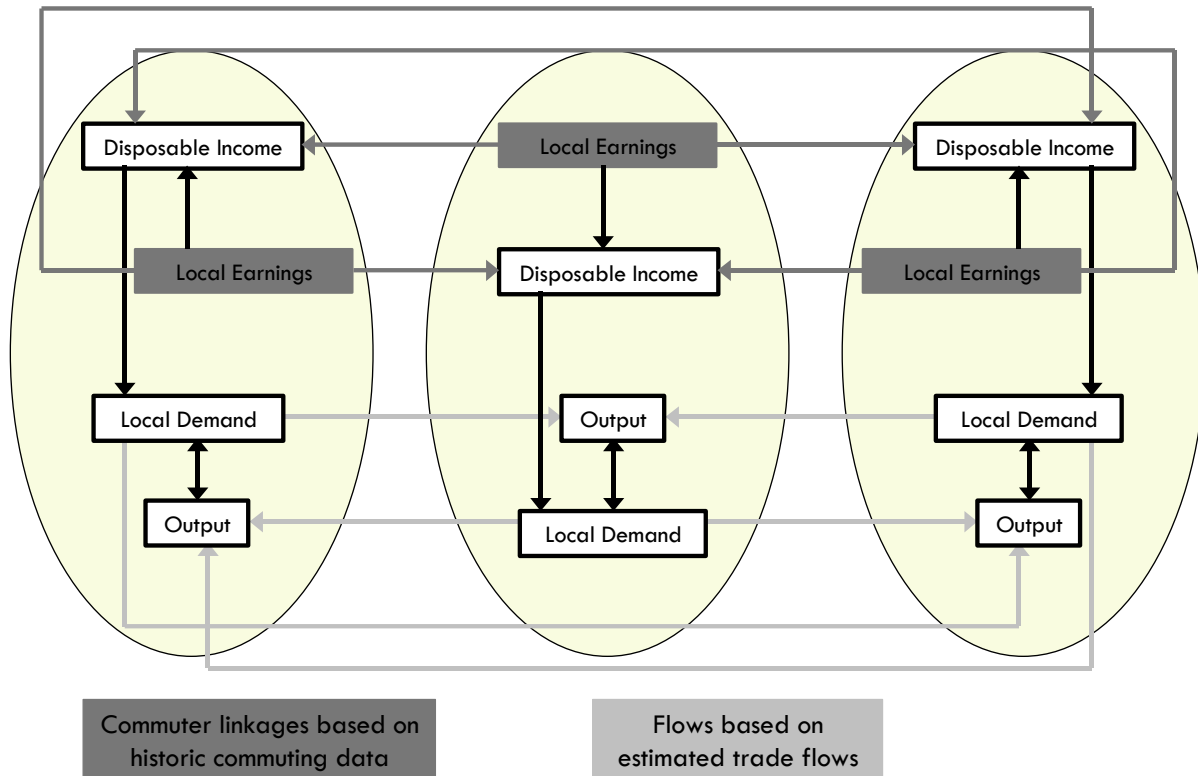 Disposable Income
Local Earnings
Disposable Income
Local Earnings
Disposable Income
Local Earnings
Local Demand
Output
Local Demand
Output
Local Demand
Output
Commuter linkages based on
historic commuting data
Flows based on
estimated trade flows